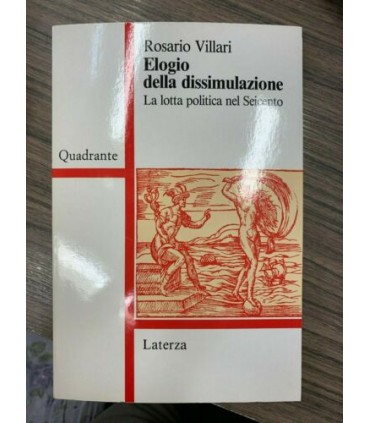 Rosario Villari
Elogio
della dissimulazione
La lotta politica nel Seicento
Quadrante
Laterza